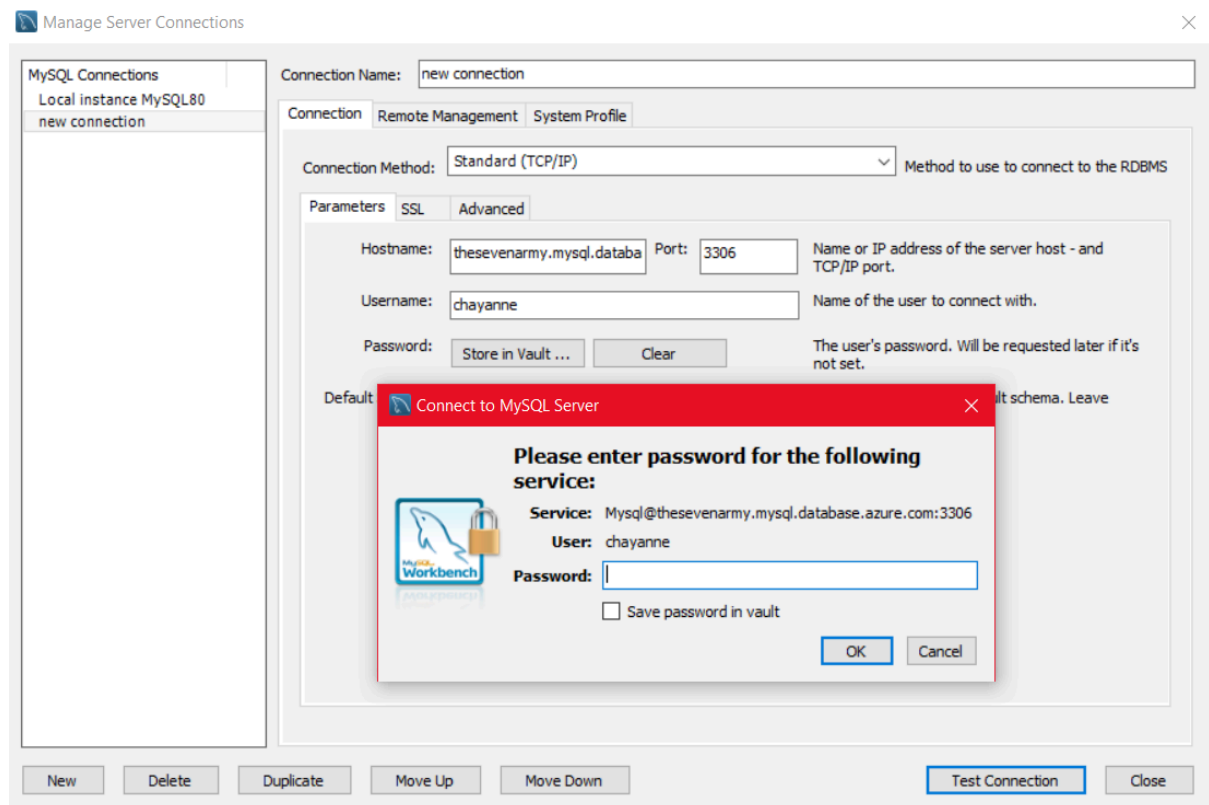 Manage Server Connections
MySQL Connections
Local instance MySQL80
new connection
Connection Name: new connection
Connection Remote Management System Profile
Connection Method: Standard (TCP/IP) Method to use to connect to the RDBMS
Parameters SSL Advanced
Hostname: thesevenarmy.mysql.databa Port: 3306 Name or IP address of the server host - and
TCP/IP port.
Username: chayanne Name of the user to connect with.
Password: Store in Vault ... Clear The user's password. Will be requested later if it's
not set.
Default lt schema. Leave
Connect to MySQL Server
Please enter password for the following
service:
Service: Mysql@thesevenarmy.mysql.database.azure.com:3306
User: chayanne
Password:
MySQL
Workbench
Save password in vault
OK Cancel
New Delete Duplicate Move Up Move Down Test Connection Close